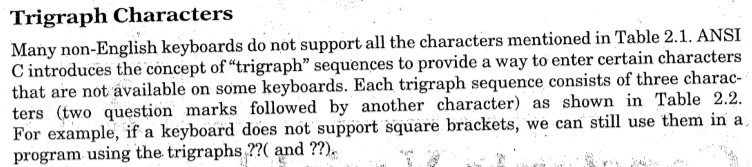 Trigraph Characters
Many non-English keyboards do not support all the characters mentioned in Table 2.1. ANSI
C introduces the concept of "trigraph" sequences to provide a way to enter certain characters
that are not available on some keyboards. Each trigraph sequence consists of three charac-
ters (two question marks followed by another character) as shown in Table 2.2.
For example, if a keyboard does not support square brackets, we can still use them in a
program using the trigraphs ??( and ??).